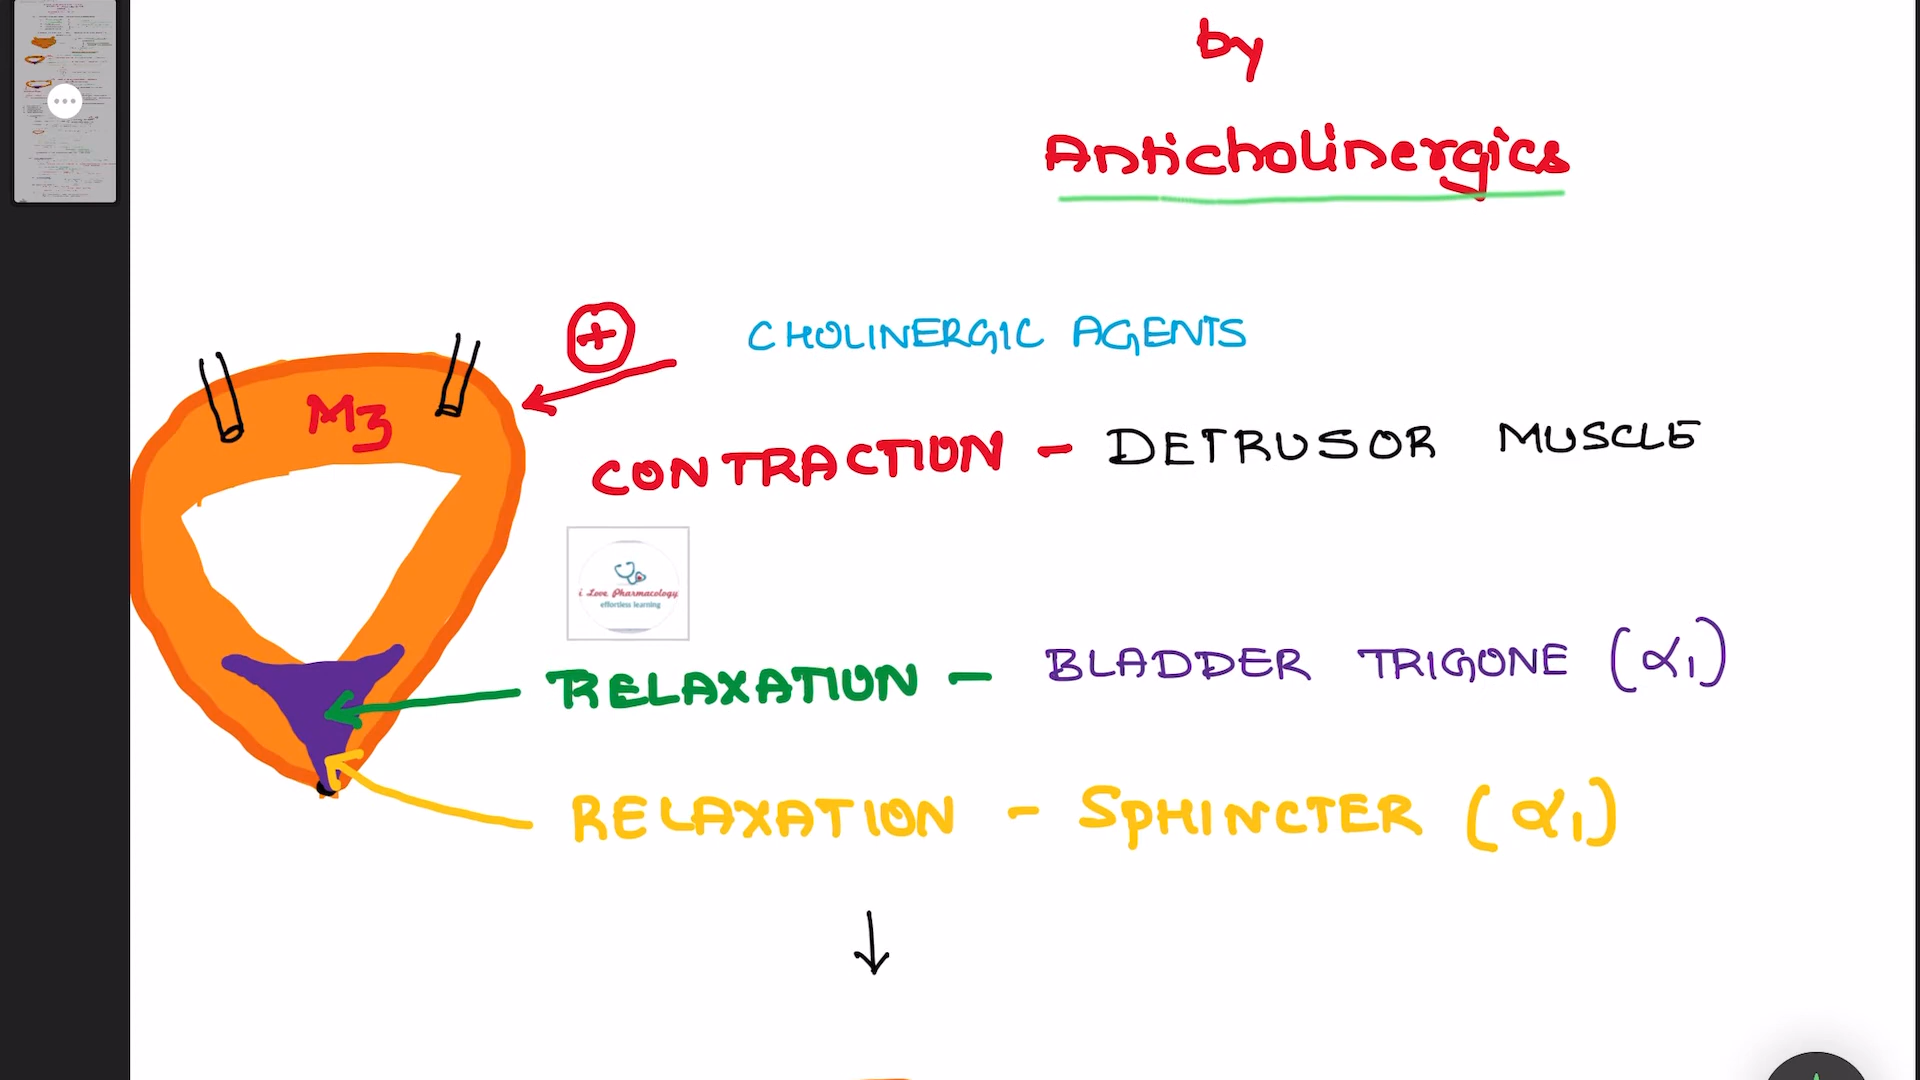 by
Anticholinergics
+
CHOLINERGIC AGENTS
M3
CONTRACTION - DETRUSOR MUSCLE
i Love Pharmacology
effortless learning
RELAXATION - BLADDER TRIGONE (α1)
RELAXATION - SPHINCTER (α1)